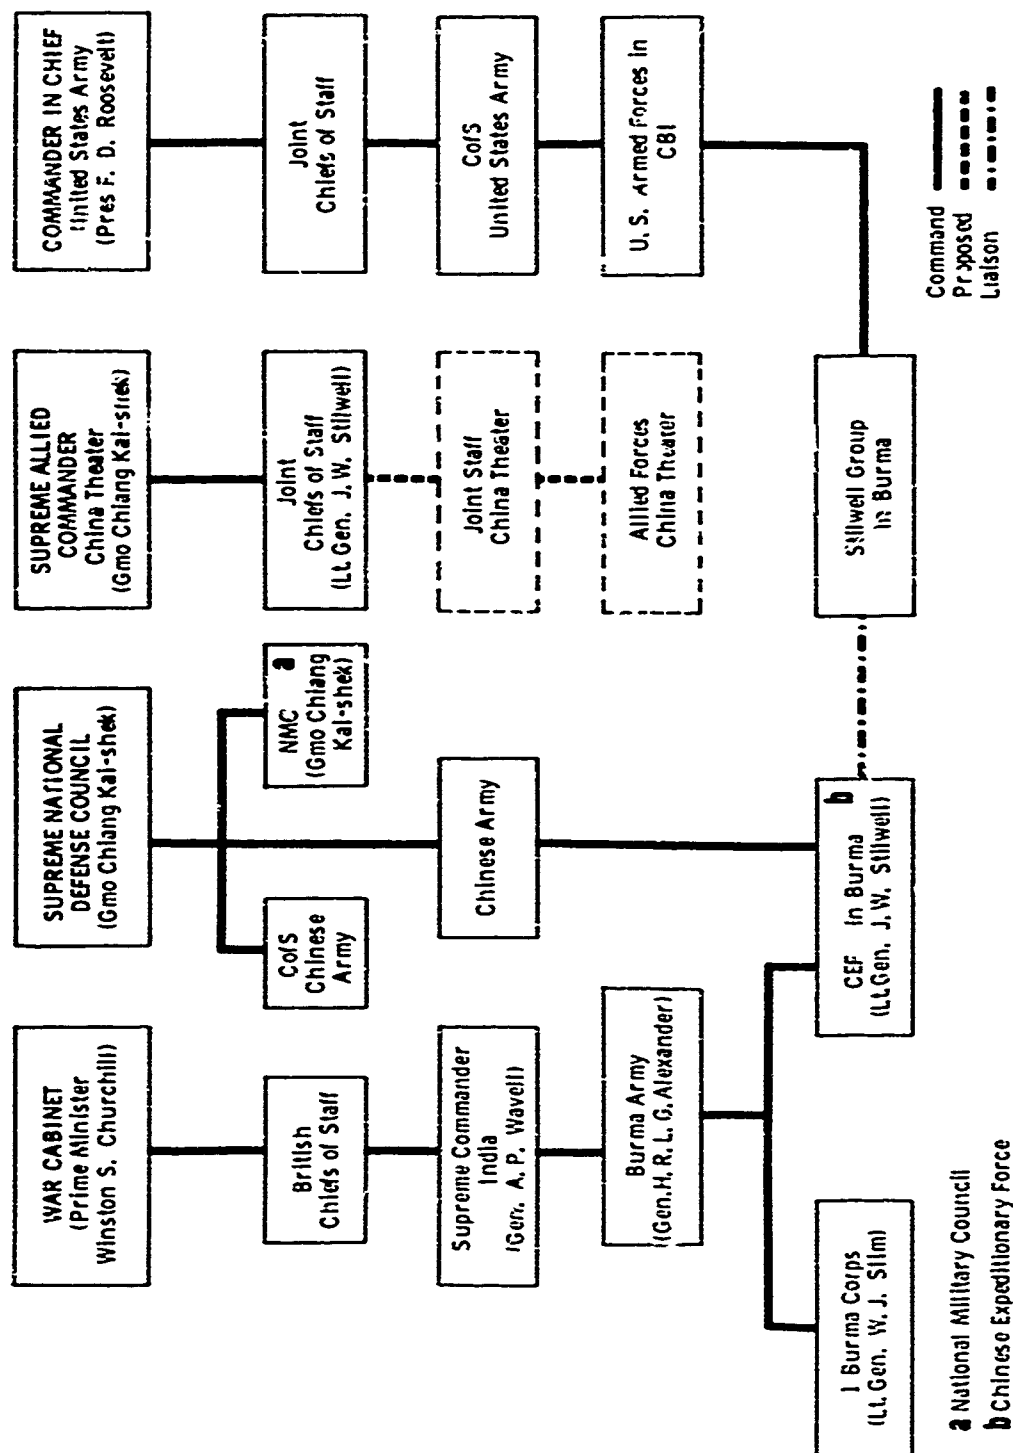 WAR CABINET
(Prime Minister
Winston S. Churchill)
British
Chiefs of Staff
Supreme Commander
India
(Gen. A. P. Wavell)
Burma Army
(Gen. H. R. L. G. Alexander)
1 Burma Corps
(Lt. Gen. W. J. Slim)
SUPREME NATIONAL
DEFENSE COUNCIL
(Gmo Chiang Kai-shek)
CofS
Chinese
Army
NMC a
(Gmo Chiang
Kai-shek)
Chinese Army
CEF In Burma b
(Lt. Gen. J. W. Stilwell)
SUPREME ALLIED
COMMANDER
China Theater
(Gmo Chiang Kai-shek)
Joint
Chiefs of Staff
(Lt. Gen. J. W. Stilwell)
Joint Staff
China Theater
Allied Forces
China Theater
Stilwell Group
In Burma
COMMANDER IN CHIEF
United States Army
(Pres F. D. Roosevelt)
Joint
Chiefs of Staff
CofS
United States Army
U. S. Armed Forces in
CBI
Command
Proposed
Liaison
a National Military Council
b Chinese Expeditionary Force